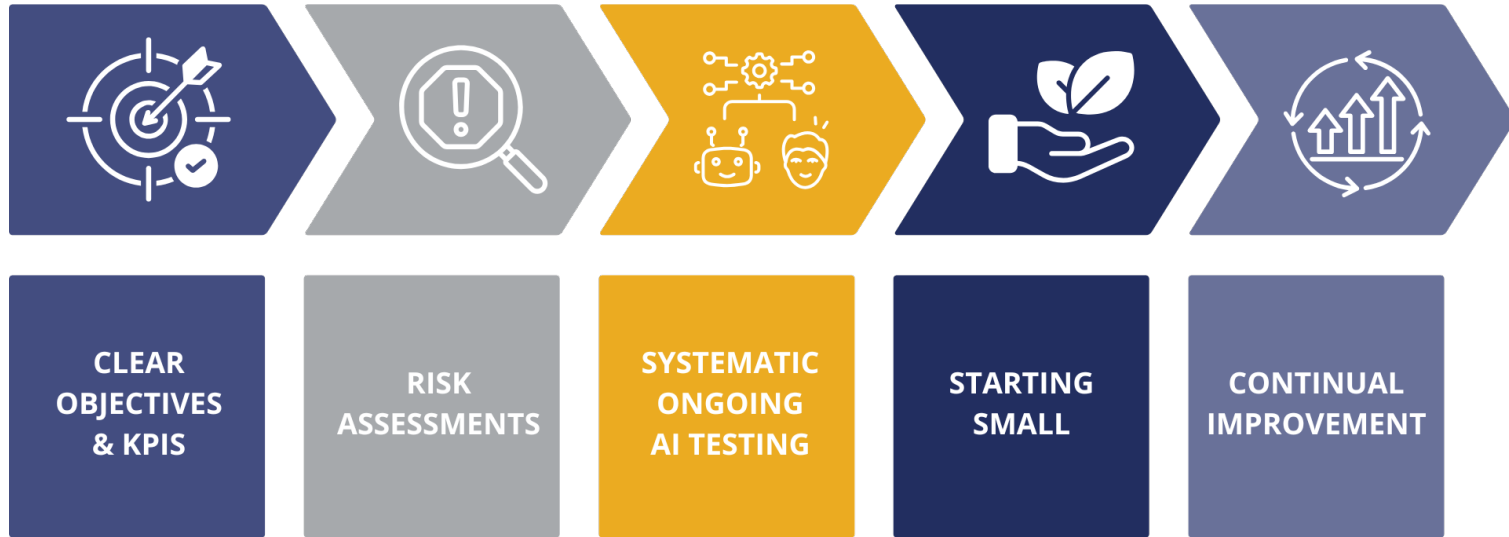 CLEAR
OBJECTIVES
& KPIS
RISK
ASSESSMENTS
SYSTEMATIC
ONGOING
AI TESTING
STARTING
SMALL
CONTINUAL
IMPROVEMENT